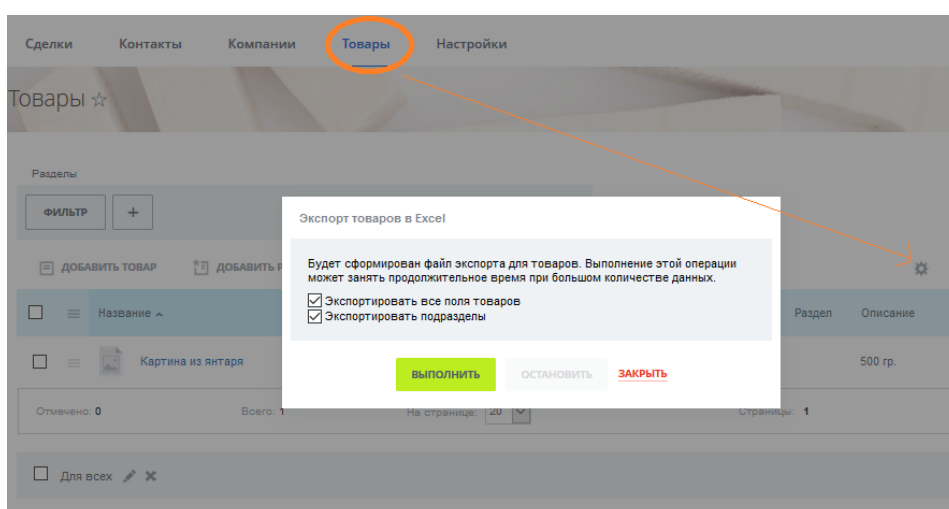 Сделки Контакты Компании Товары Настройки
Товары
Разделы
ФИЛЬТР +
Экспорт товаров в Excel
ДОБАВИТЬ ТОВАР ДОБАВИТЬ
Будет сформирован файл экспорта для товаров. Выполнение этой операции
может занять продолжительное время при большом количестве данных.
Экспортировать все поля товаров
Экспортировать подразделы
Название Раздел Описание
Картина из янтаря 500 гр.
ВЫПОЛНИТЬ ОСТАНОВИТЬ ЗАКРЫТЬ
Отмечено: 0 Всего: 1 На странице: 20 Страницы: 1
Для всех